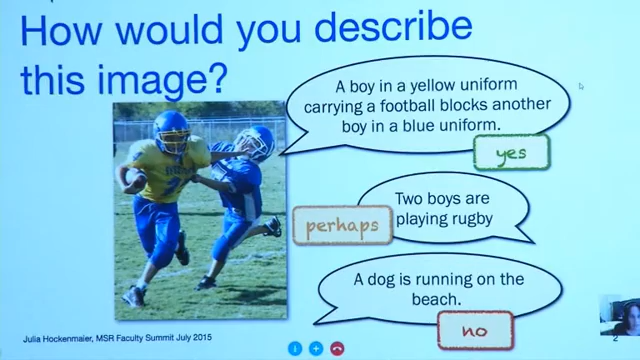 How would you describe
this image?
A boy in a yellow uniform
carrying a football blocks another
boy in a blue uniform.
yes
Two boys are
playing rugby
perhaps
A dog is running on the
beach.
no
Julia Hockenmaier, MSR Faculty Summit July 2015
2